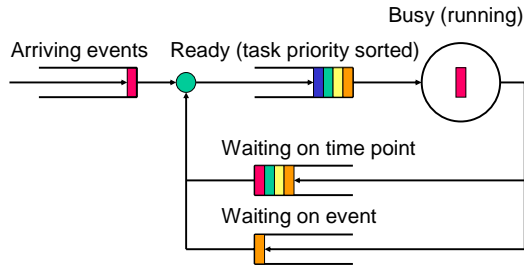 Busy (running)
Arriving events
Ready (task priority sorted)
Waiting on time point
Waiting on event